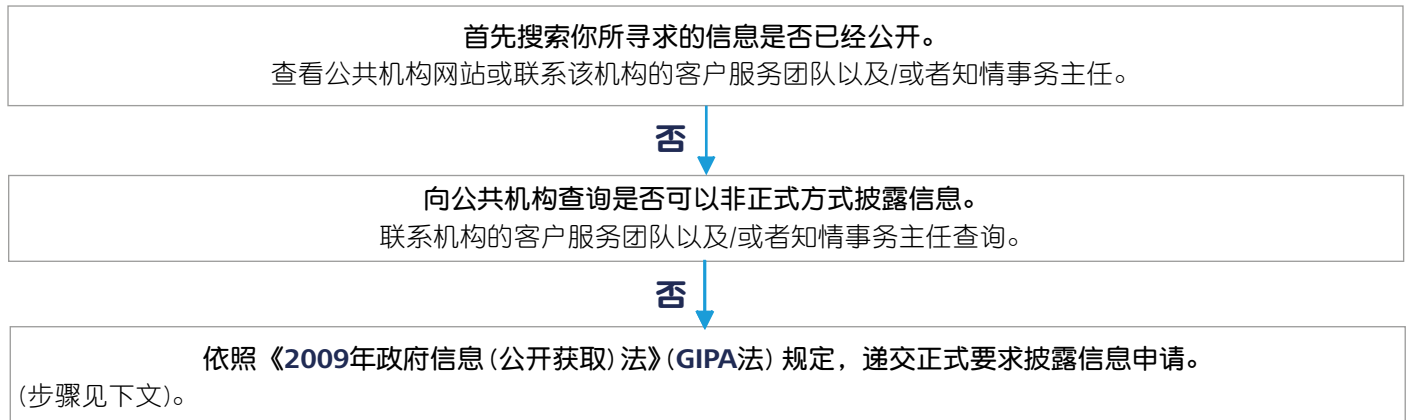 首先搜索你所寻求的信息是否已经公开。
查看公共机构网站或联系该机构的客户服务团队以及/或者知情事务主任。
否
向公共机构查询是否可以非正式方式披露信息。
联系机构的客户服务团队以及/或者知情事务主任查询。
否
依照《2009年政府信息(公开获取)法》(GIPA法) 规定，递交正式要求披露信息申请。
(步骤见下文)。